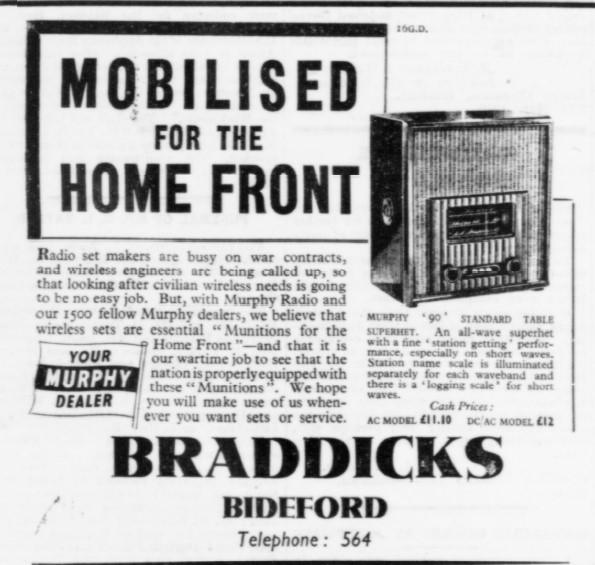 16G.D.
MOBILISED
FOR THE
HOME FRONT
Radio set makers are busy on war contracts,
and wireless engineers are being called up, so
that looking after civilian wireless needs is going
to be no easy job. But, with Murphy Radio and
our 1500 fellow Murphy dealers, we believe that
wireless sets are essential "Munitions for the
Home Front"—and that it is
our wartime job to see that the
nation is properly equipped with
these "Munitions". We hope
you will make use of us when-
ever you want sets or service.
YOUR
MURPHY
DEALER
MURPHY '90' STANDARD TABLE
SUPERHET. An all-wave superhet
with a fine 'station getting' perfor-
mance, especially on short waves.
Station name scale is illuminated
separately for each waveband and
there is a 'logging scale' for short
waves.
Cash Prices:
AC MODEL £11.10 DC/AC MODEL £12
BRADDICKS
BIDEFORD
Telephone: 564